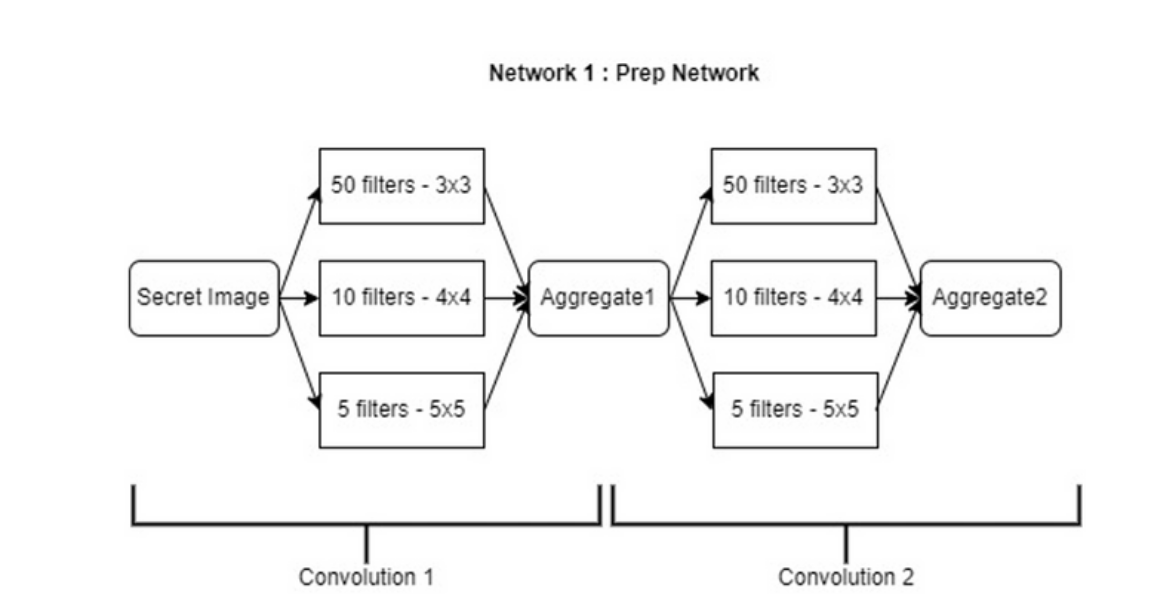 Network 1 : Prep Network
50 filters - 3x3
50 filters - 3x3
Secret Image
10 filters - 4x4
Aggregate1
10 filters - 4x4
Aggregate2
5 filters - 5x5
5 filters - 5x5
Convolution 1
Convolution 2